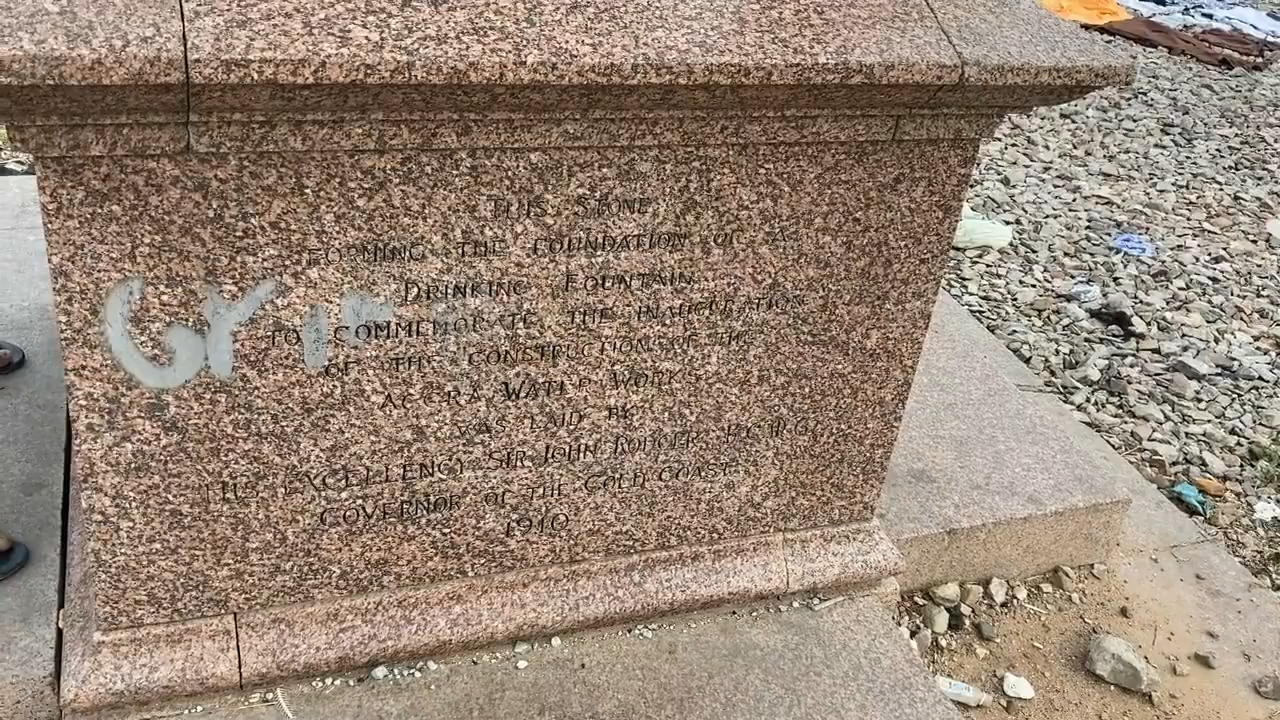 THIS STONE
FORMING THE FOUNDATION OF A
DRINKING FOUNTAIN
TO COMMEMORATE THE INAUGURATION
OF THE CONSTRUCTION OF THE
ACCRA WATER WORKS
WAS LAID BY
HIS EXCELLENCY SIR JOHN RODGER, K.C.M.G.
GOVERNOR OF THE GOLD COAST.
1910